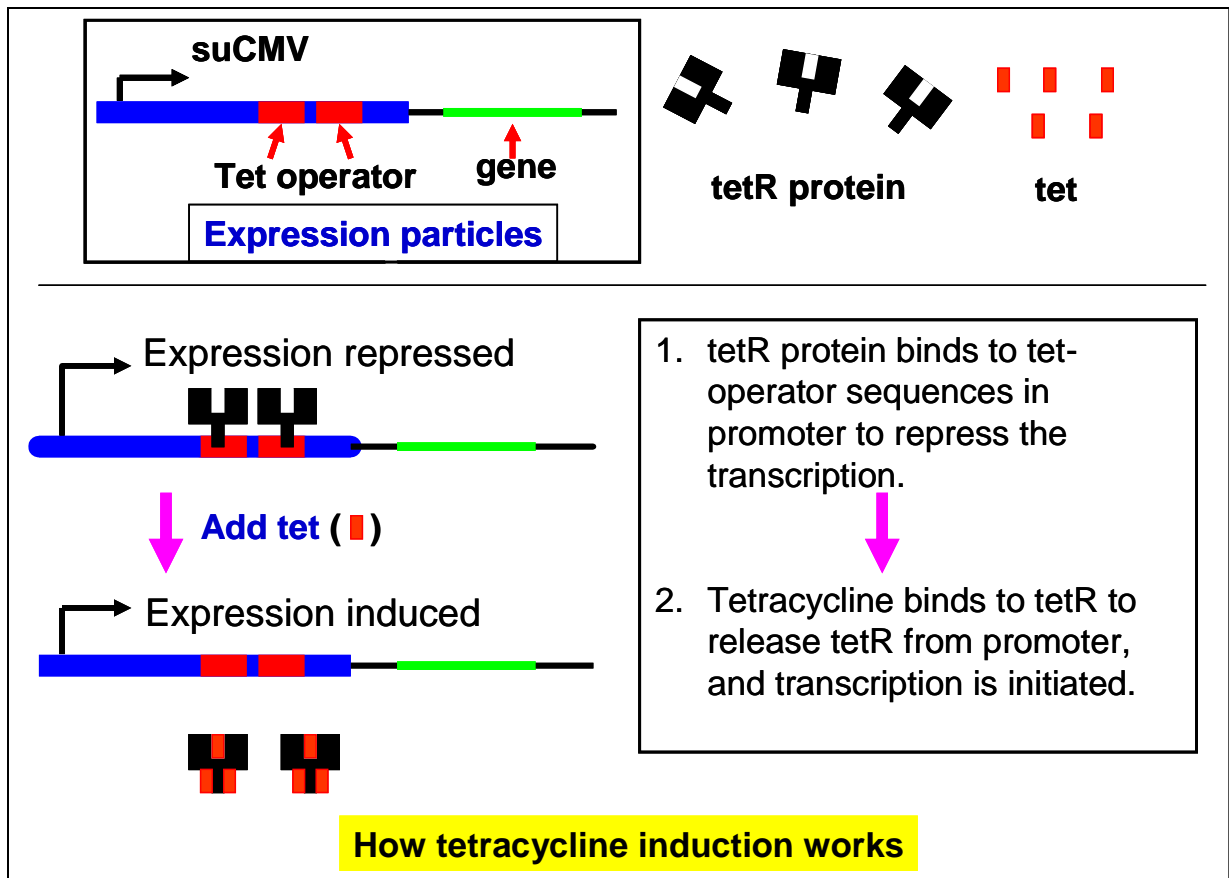 suCMV
Tet operator
gene
Expression particles
tetR protein
tet
Expression repressed
Add tet ( )
Expression induced
1. tetR protein binds to tet-
operator sequences in
promoter to repress the
transcription.
2. Tetracycline binds to tetR to
release tetR from promoter,
and transcription is initiated.
How tetracycline induction works